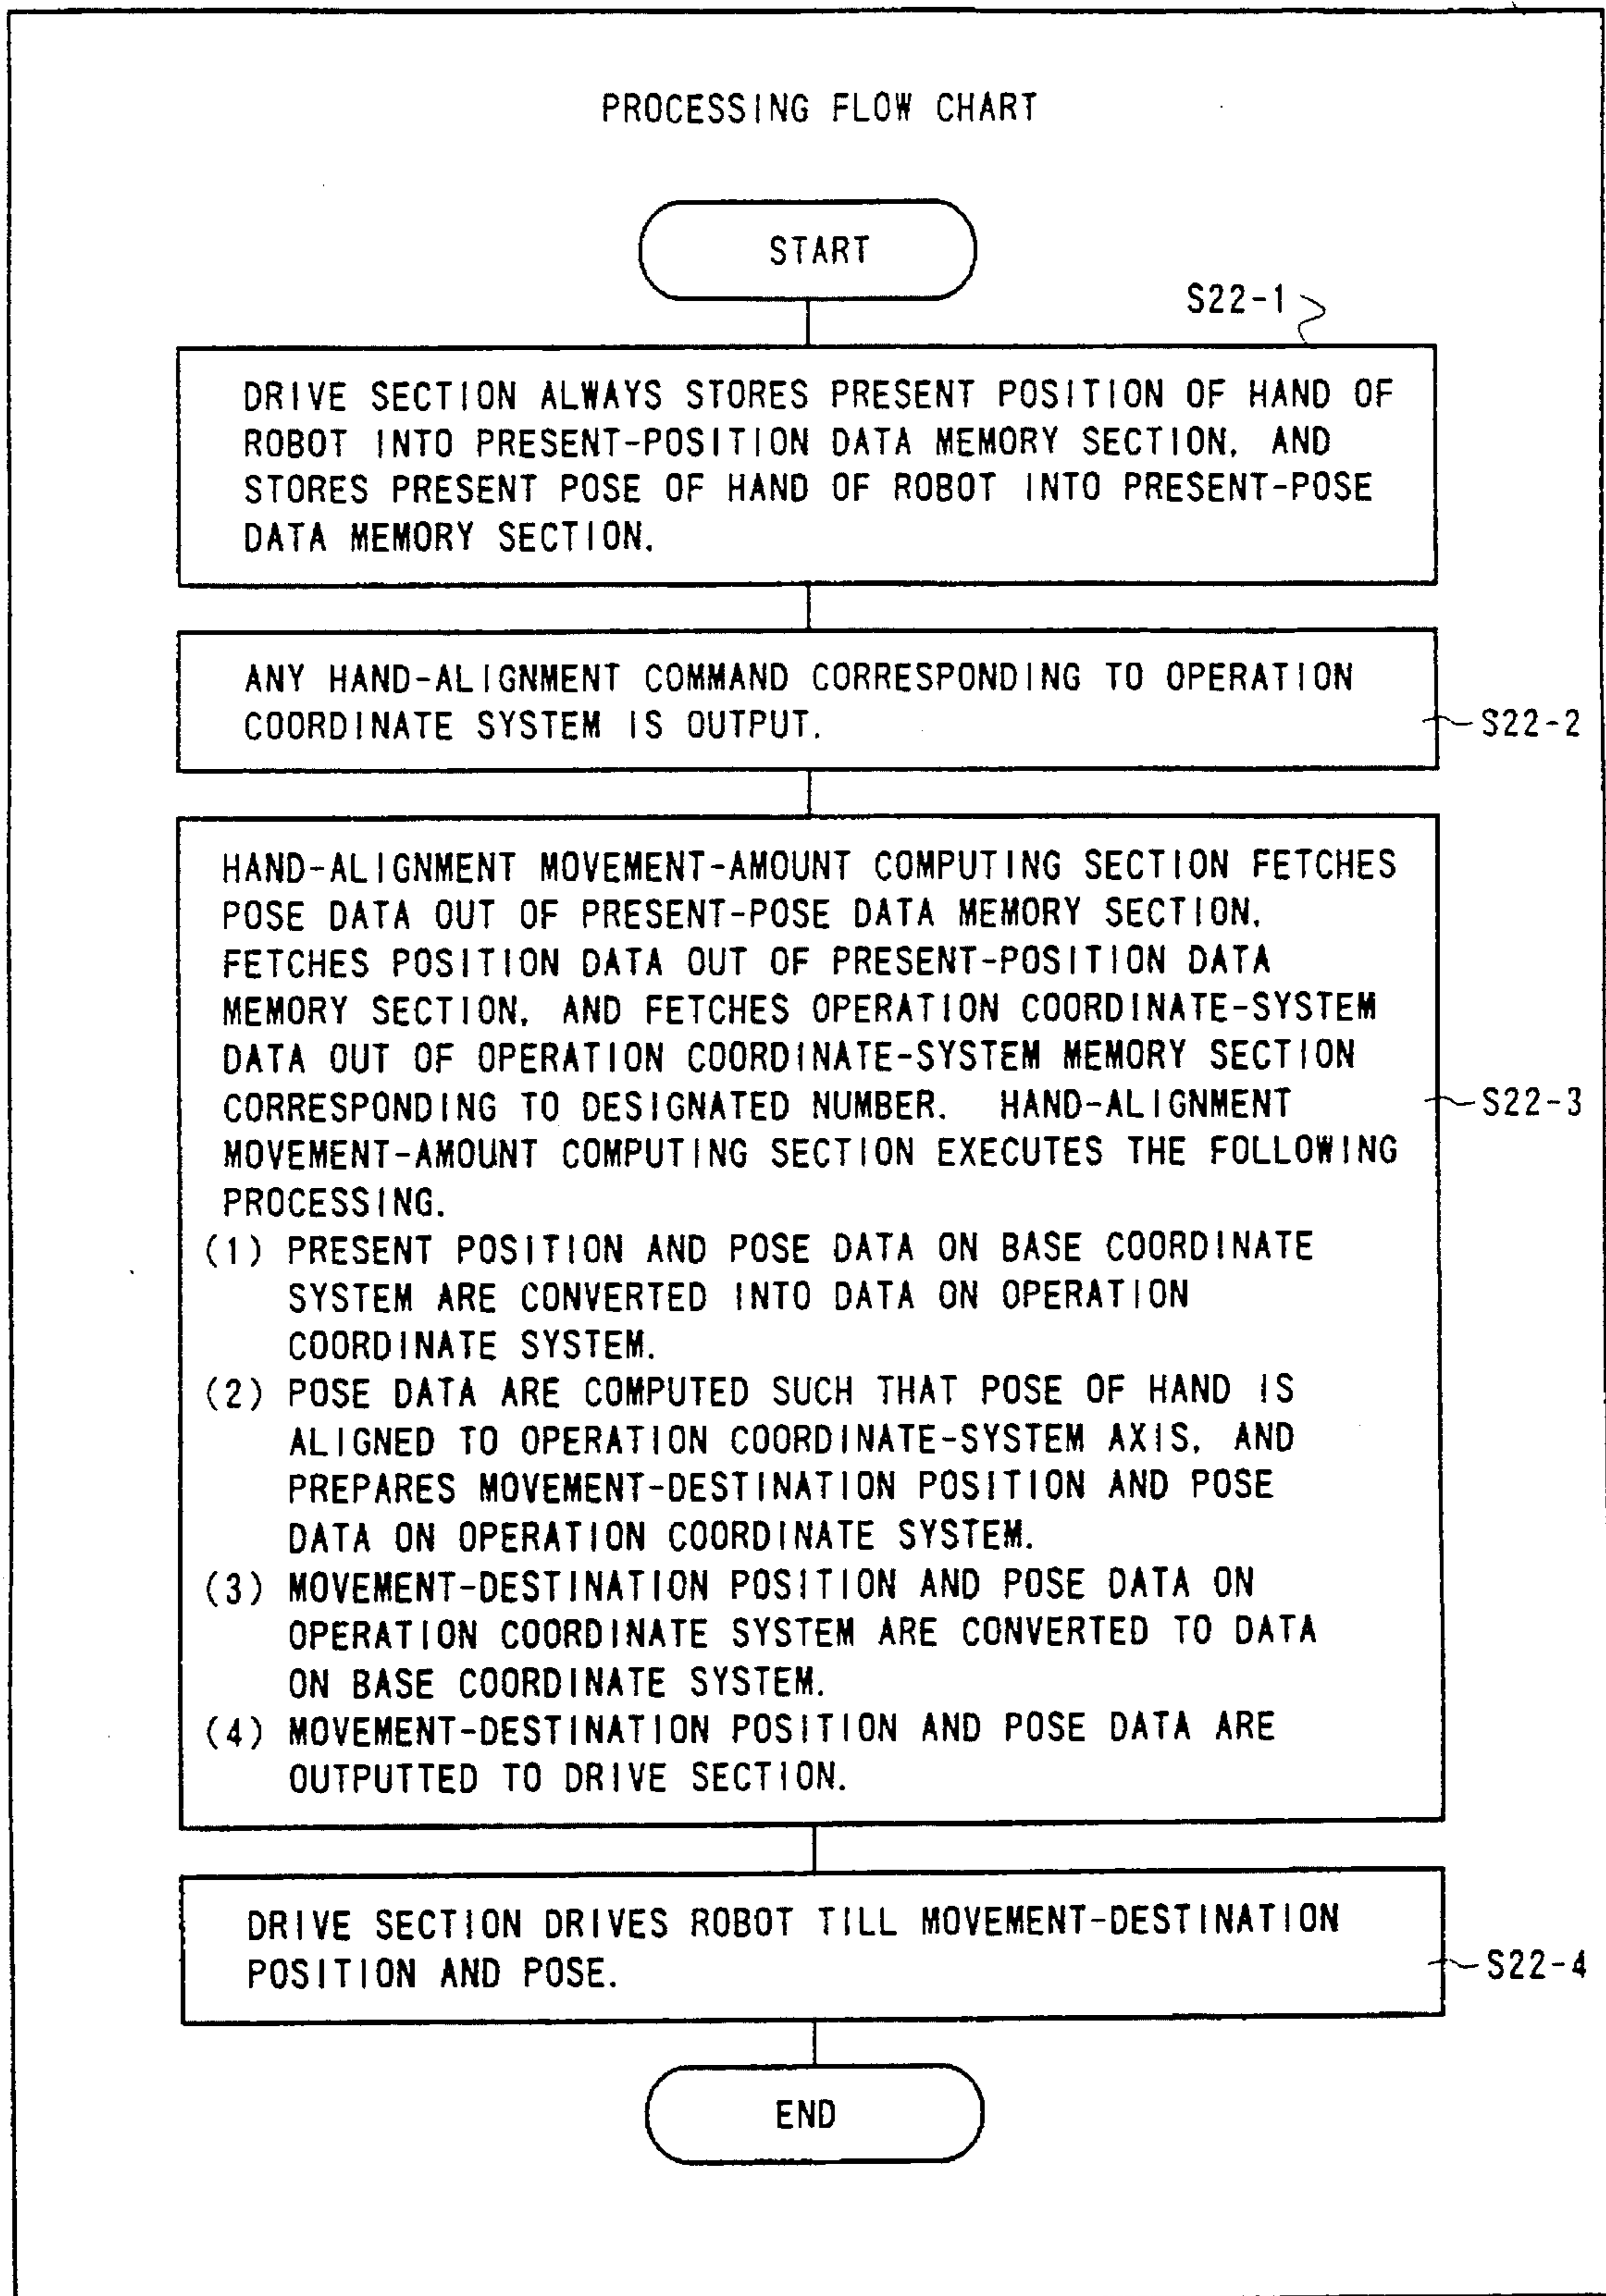 PROCESSING FLOW CHART
START
S22-1
DRIVE SECTION ALWAYS STORES PRESENT POSITION OF HAND OF
ROBOT INTO PRESENT-POSITION DATA MEMORY SECTION, AND
STORES PRESENT POSE OF HAND OF ROBOT INTO PRESENT-POSE
DATA MEMORY SECTION.
ANY HAND-ALIGNMENT COMMAND CORRESPONDING TO OPERATION
COORDINATE SYSTEM IS OUTPUT.
S22-2
HAND-ALIGNMENT MOVEMENT-AMOUNT COMPUTING SECTION FETCHES
POSE DATA OUT OF PRESENT-POSE DATA MEMORY SECTION,
FETCHES POSITION DATA OUT OF PRESENT-POSITION DATA
MEMORY SECTION, AND FETCHES OPERATION COORDINATE-SYSTEM
DATA OUT OF OPERATION COORDINATE-SYSTEM MEMORY SECTION
CORRESPONDING TO DESIGNATED NUMBER. HAND-ALIGNMENT
MOVEMENT-AMOUNT COMPUTING SECTION EXECUTES THE FOLLOWING
PROCESSING.
(1) PRESENT POSITION AND POSE DATA ON BASE COORDINATE
SYSTEM ARE CONVERTED INTO DATA ON OPERATION
COORDINATE SYSTEM.
(2) POSE DATA ARE COMPUTED SUCH THAT POSE OF HAND IS
ALIGNED TO OPERATION COORDINATE-SYSTEM AXIS, AND
PREPARES MOVEMENT-DESTINATION POSITION AND POSE
DATA ON OPERATION COORDINATE SYSTEM.
(3) MOVEMENT-DESTINATION POSITION AND POSE DATA ON
OPERATION COORDINATE SYSTEM ARE CONVERTED TO DATA
ON BASE COORDINATE SYSTEM.
(4) MOVEMENT-DESTINATION POSITION AND POSE DATA ARE
OUTPUTTED TO DRIVE SECTION.
S22-3
DRIVE SECTION DRIVES ROBOT TILL MOVEMENT-DESTINATION
POSITION AND POSE.
S22-4
END